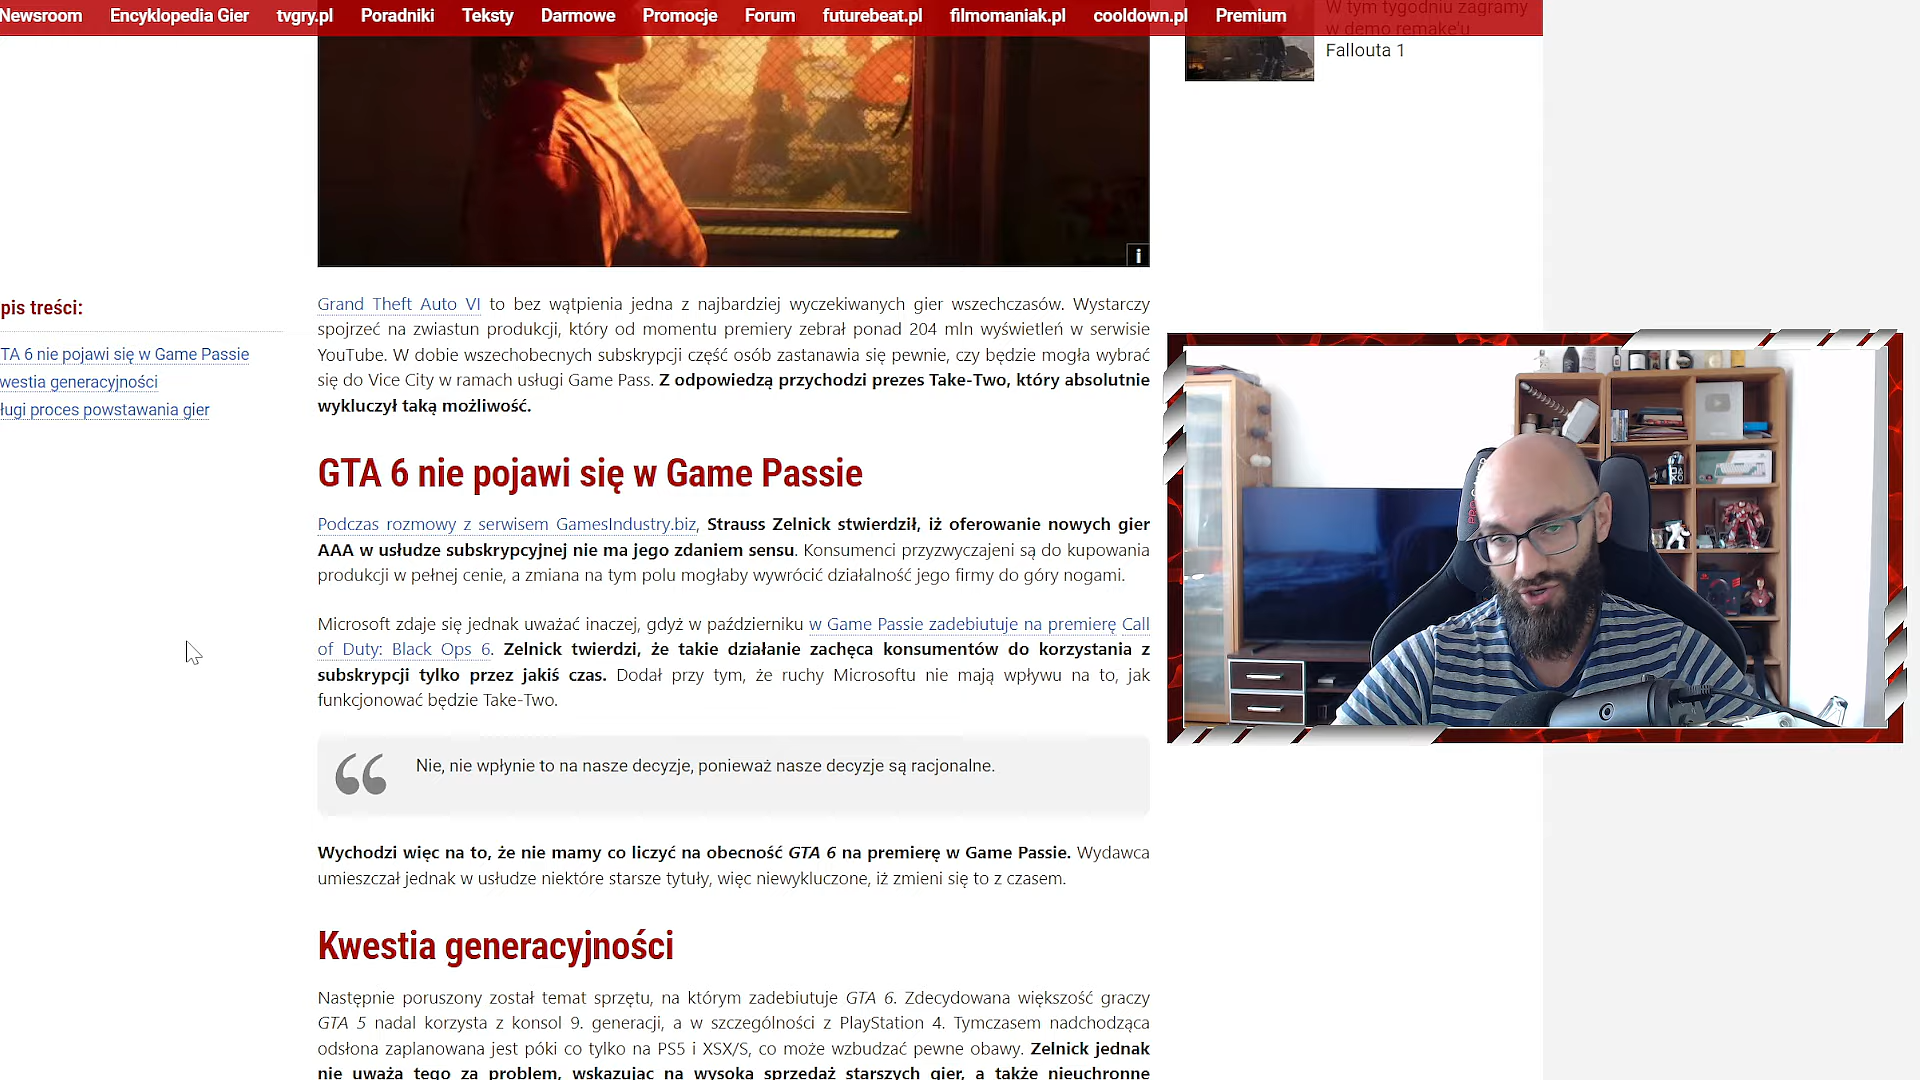 Newsroom Encyklopedia Gier tvgry.pl Poradniki Teksty Darmowe Promocje Forum futurebeat.pl filmomaniak.pl cooldown.pl Premium
W tym tygodniu zagramy
w demo remake'u
Fallouta 1
pis treści:
TA 6 nie pojawi się w Game Passie
westia generacyjności
ługi proces powstawania gier
Grand Theft Auto VI to bez wątpienia jedna z najbardziej wyczekiwanych gier wszechczasów. Wystarczy
spojrzeć na zwiastun produkcji, który od momentu premiery zebrał ponad 204 mln wyświetleń w serwisie
YouTube. W dobie wszechobecnych subskrypcji część osób zastanawia się pewnie, czy będzie mogła wybrać
się do Vice City w ramach usługi Game Pass. Z odpowiedzą przychodzi prezes Take-Two, który absolutnie
wykluczył taką możliwość.
GTA 6 nie pojawi się w Game Passie
Podczas rozmowy z serwisem GamesIndustry.biz, Strauss Zelnick stwierdził, iż oferowanie nowych gier
AAA w usłudze subskrypcyjnej nie ma jego zdaniem sensu. Konsumenci przyzwyczajeni są do kupowania
produkcji w pełnej cenie, a zmiana na tym polu mogłaby wywrócić działalność jego firmy do góry nogami.
Microsoft zdaje się jednak uważać inaczej, gdyż w październiku w Game Passie zadebiutuje na premierę Call
of Duty: Black Ops 6. Zelnick twierdzi, że takie działanie zachęca konsumentów do korzystania z
subskrypcji tylko przez jakiś czas. Dodał przy tym, że ruchy Microsoftu nie mają wpływu na to, jak
funkcjonować będzie Take-Two.
Nie, nie wpłynie to na nasze decyzje, ponieważ nasze decyzje są racjonalne.
Wychodzi więc na to, że nie mamy co liczyć na obecność GTA 6 na premierę w Game Passie. Wydawca
umieszczał jednak w usłudze niektóre starsze tytuły, więc niewykluczone, iż zmieni się to z czasem.
Kwestia generacyjności
Następnie poruszony został temat sprzętu, na którym zadebiutuje GTA 6. Zdecydowana większość graczy
GTA 5 nadal korzysta z konsol 9. generacji, a w szczególności z PlayStation 4. Tymczasem nadchodząca
odsłona zaplanowana jest póki co tylko na PS5 i XSX/S, co może wzbudzać pewne obawy. Zelnick jednak
nie uważa tego za problem, wskazując na wysoką sprzedaż starszych gier, a także nieuchronne